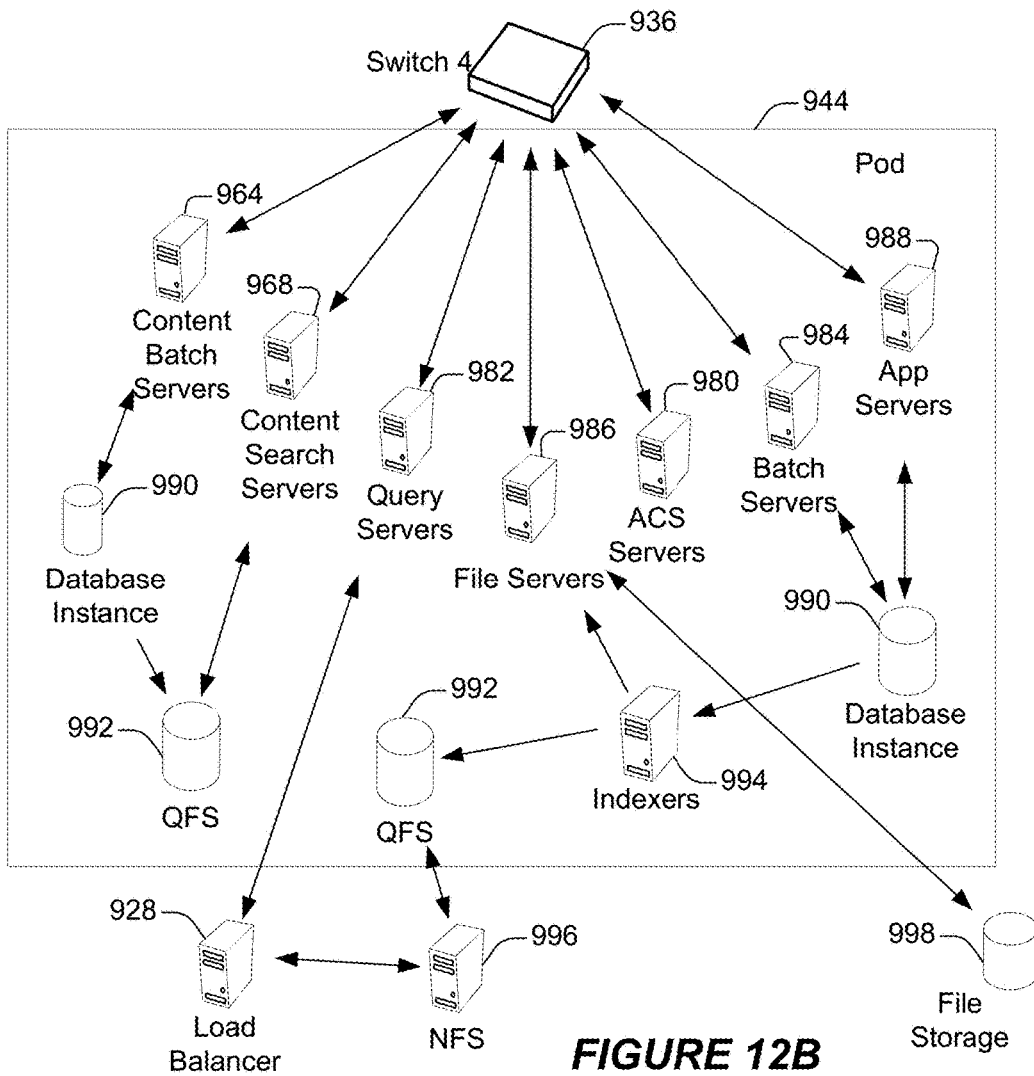 936
Switch 4
944
Pod
964
988
968
Content
Batch
Servers
984
982
980
App
Servers
Content
Search
Servers
986
Batch
Servers
990
Query
Servers
ACS
Servers
File Servers
Database
Instance
990
992
992
Database
Instance
994
Indexers
QFS
QFS
928
996
998
Load
Balancer
NFS
File
Storage
FIGURE 12B